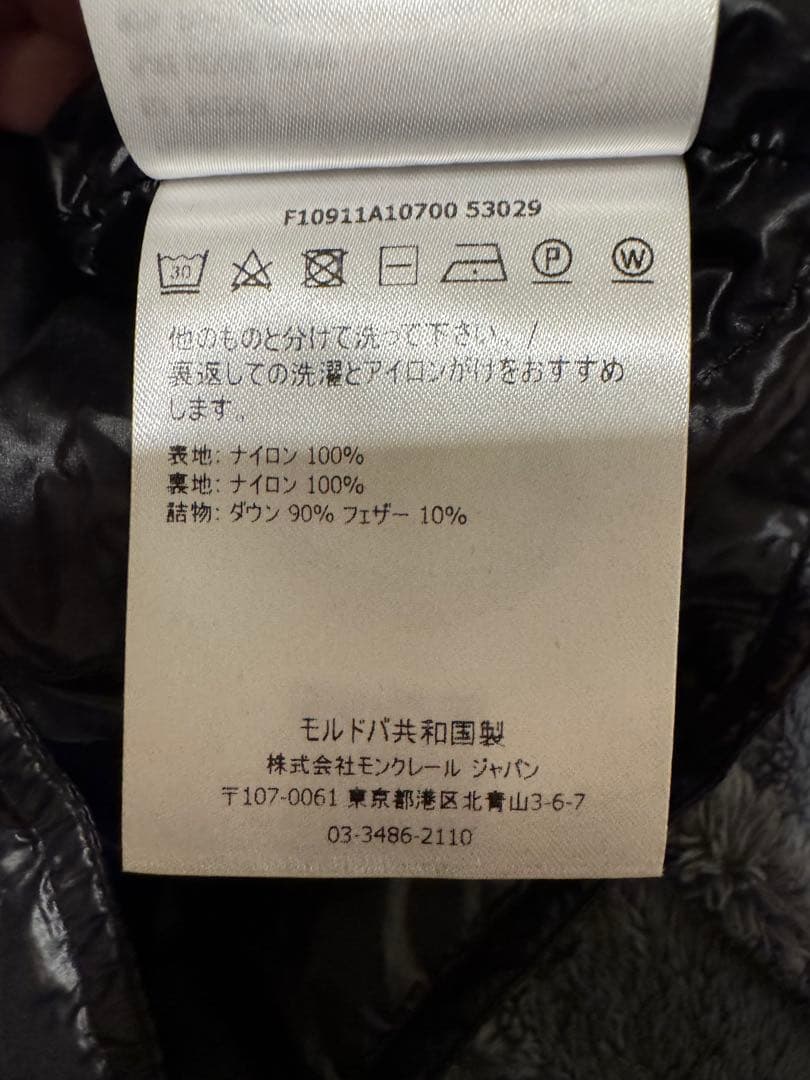 F10911A10700 53029
30 P W
他のものと分けて洗って下さい。/
裏返しての洗濯とアイロンがけをおすすめ
します。
表地: ナイロン 100%
裏地: ナイロン 100%
詰物: ダウン 90% フェザー 10%
モルドバ共和国製
株式会社モンクレール ジャパン
〒107-0061 東京都港区北青山3-6-7
03-3486-2110